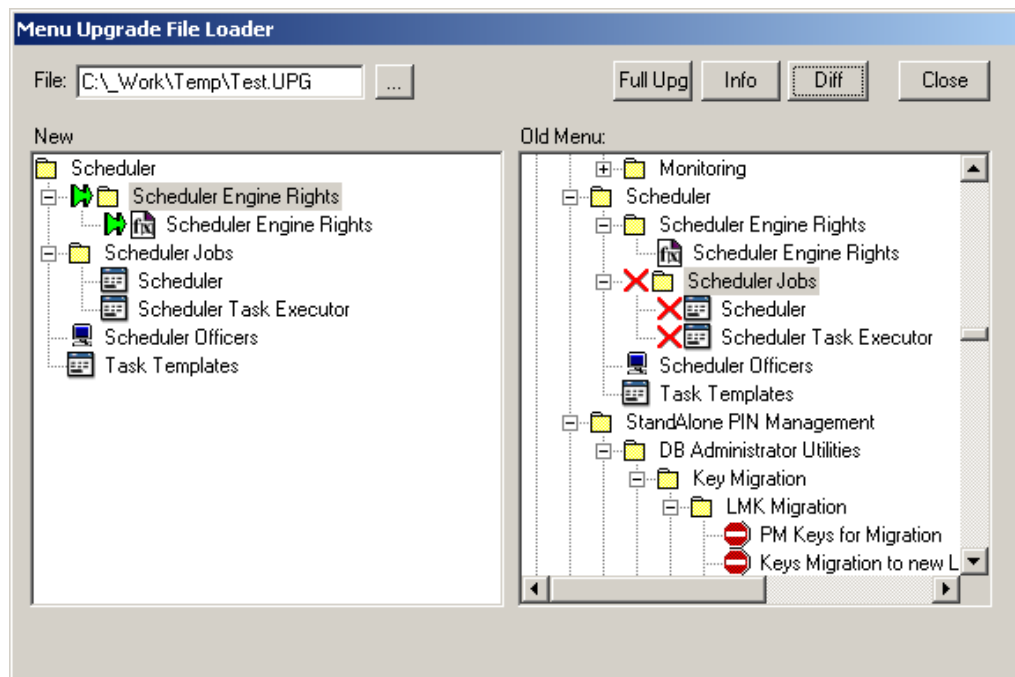 Menu Upgrade File Loader
File: C:\_Work\Temp\Test.UPG ... Full Upg Info Diff Close
New
Scheduler
Scheduler Engine Rights
Scheduler Engine Rights
Scheduler Jobs
Scheduler
Scheduler Task Executor
Scheduler Officers
Task Templates
Old Menu:
Monitoring
Scheduler
Scheduler Engine Rights
Scheduler Engine Rights
Scheduler Jobs
Scheduler
Scheduler Task Executor
Scheduler Officers
Task Templates
StandAlone PIN Management
DB Administrator Utilities
Key Migration
LMK Migration
PM Keys for Migration
Keys Migration to new L